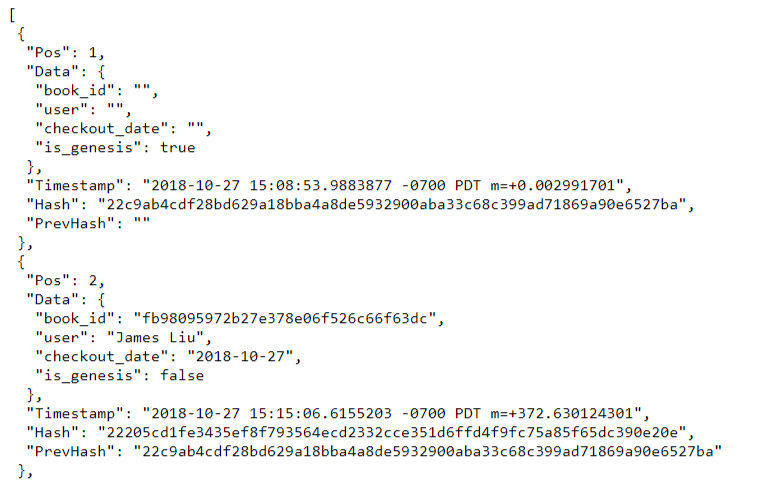 [
{
"Pos": 1,
"Data": {
"book_id": "",
"user": "",
"checkout_date": "",
"is_genesis": true
},
"Timestamp": "2018-10-27 15:08:53.9883877 -0700 PDT m=+0.002991701",
"Hash": "22c9ab4cdf28bd629a18bba4a8de5932900aba33c68c399ad71869a90e6527ba",
"PrevHash": ""
},
{
"Pos": 2,
"Data": {
"book_id": "fb98095972b27e378e06f526c66f63dc",
"user": "James Liu",
"checkout_date": "2018-10-27",
"is_genesis": false
},
"Timestamp": "2018-10-27 15:15:06.6155203 -0700 PDT m=+372.630124301",
"Hash": "22205cd1fe3435ef8f793564ecd2332cce351d6ffd4f9fc75a85f65dc390e20e",
"PrevHash": "22c9ab4cdf28bd629a18bba4a8de5932900aba33c68c399ad71869a90e6527ba"
},